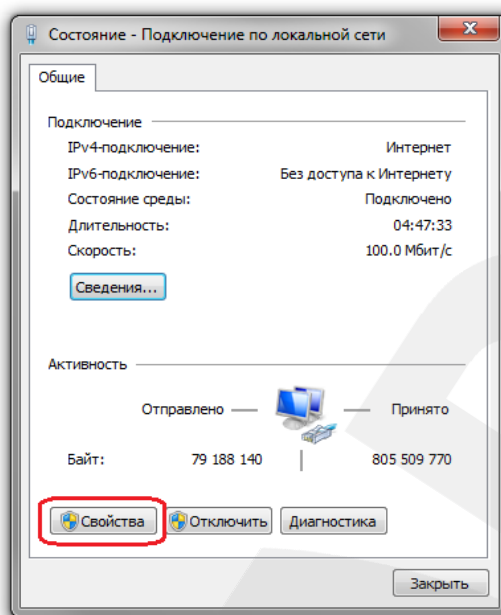 Состояние - Подключение по локальной сети
Общие
Подключение
IPv4-подключение: Интернет
IPv6-подключение: Без доступа к Интернету
Состояние среды: Подключено
Длительность: 04:47:33
Скорость: 100.0 Мбит/с
Сведения...
Активность
Отправлено — Принято
Байт: 79 188 140 805 509 770
Свойства Отключить Диагностика
Закрыть